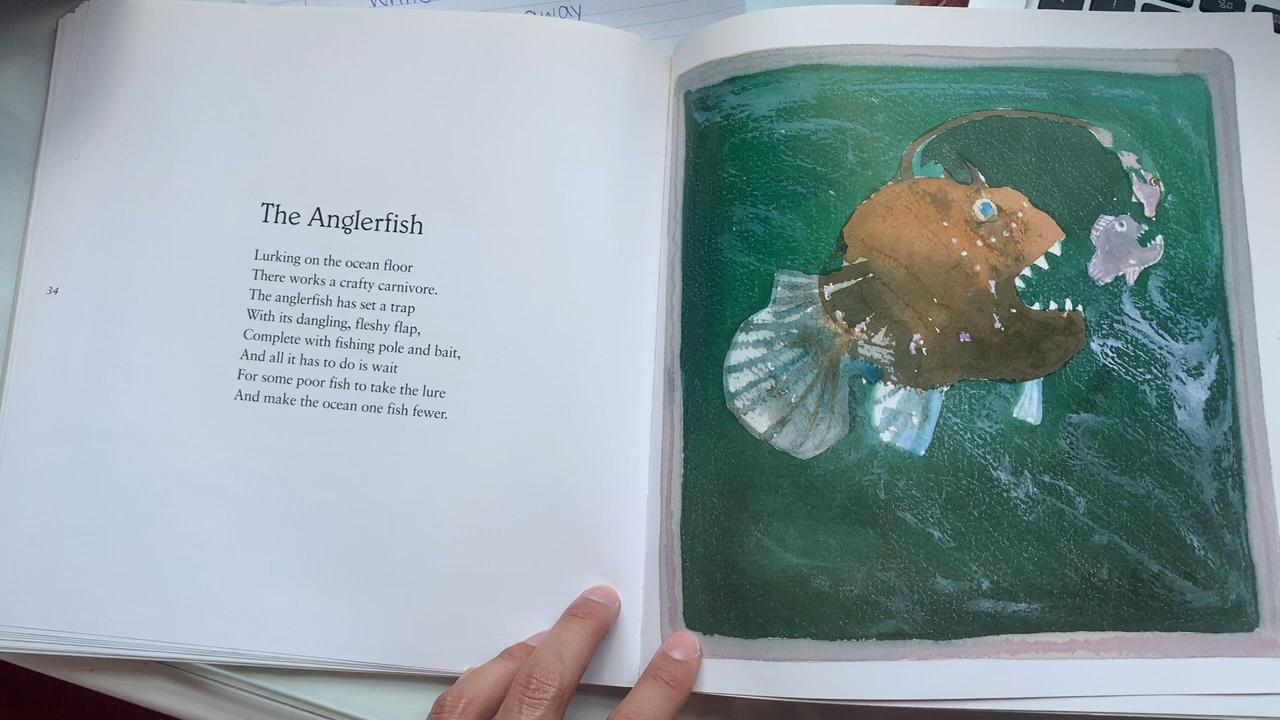 away
The Anglerfish
Lurking on the ocean floor
There works a crafty carnivore.
The anglerfish has set a trap
With its dangling, fleshy flap,
Complete with fishing pole and bait,
And all it has to do is wait
For some poor fish to take the lure
And make the ocean one fish fewer.
34